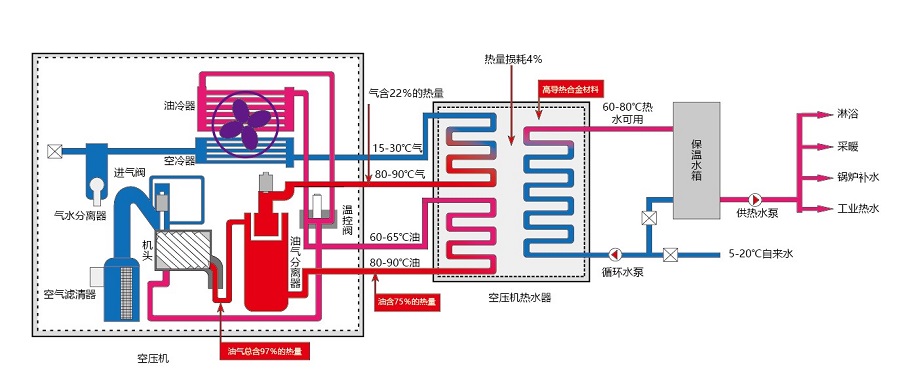 热量损耗4%
气含22%的热量
高导热合金材料
油冷器
60-80℃热
水可用
淋浴
15-30℃气
保温水箱
采暖
空冷器
进气阀
80-90℃气
锅炉补水
气水分离器
温控阀
供热水泵
工业热水
机头
油气分离器
60-65℃油
5-20℃自来水
80-90℃油
循环水泵
空气滤清器
空压机热水器
油含75%的热量
油气总含97%的热量
空压机